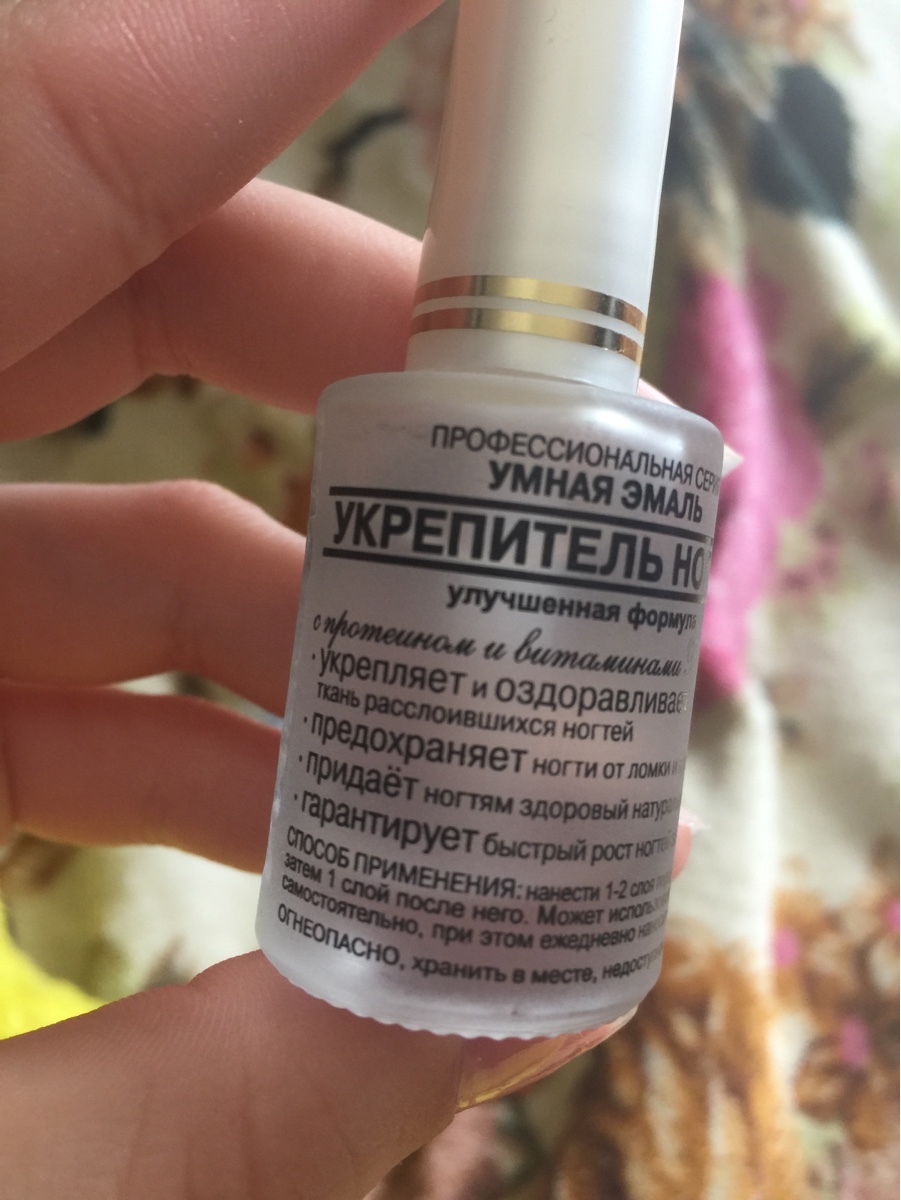 ПРОФЕССИОНАЛЬНАЯ
УМНАЯ ЭМАЛЬ
УКРЕПИТЕЛЬ
улучшенная
с протеином и витаминами
· укрепляет и
ткань расслоившихся ногтей
· предохраняет ногти от ломки и
· придаёт ногтям здоровый
· гарантирует быстрый рост
СПОСОБ ПРИМЕНЕНИЯ: нанести 1-2 слоя
затем 1 слой после него. Может
самостоятельно, при этом ежедневно
ОГНЕОПАСНО, хранить в месте,